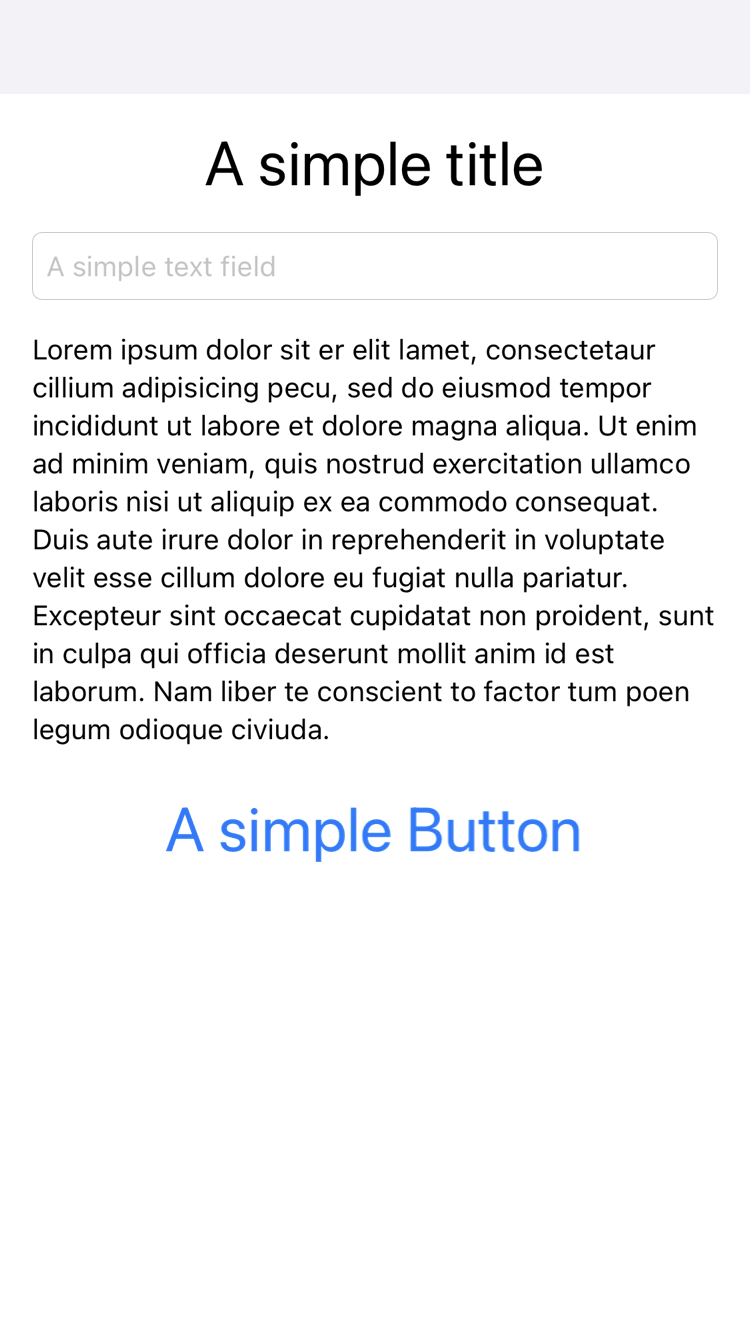 A simple title
A simple text field
Lorem ipsum dolor sit er elit lamet, consectetaur
cillium adipisicing pecu, sed do eiusmod tempor
incididunt ut labore et dolore magna aliqua. Ut enim
ad minim veniam, quis nostrud exercitation ullamco
laboris nisi ut aliquip ex ea commodo consequat.
Duis aute irure dolor in reprehenderit in voluptate
velit esse cillum dolore eu fugiat nulla pariatur.
Excepteur sint occaecat cupidatat non proident, sunt
in culpa qui officia deserunt mollit anim id est
laborum. Nam liber te conscient to factor tum poen
legum odioque civiuda.
A simple Button